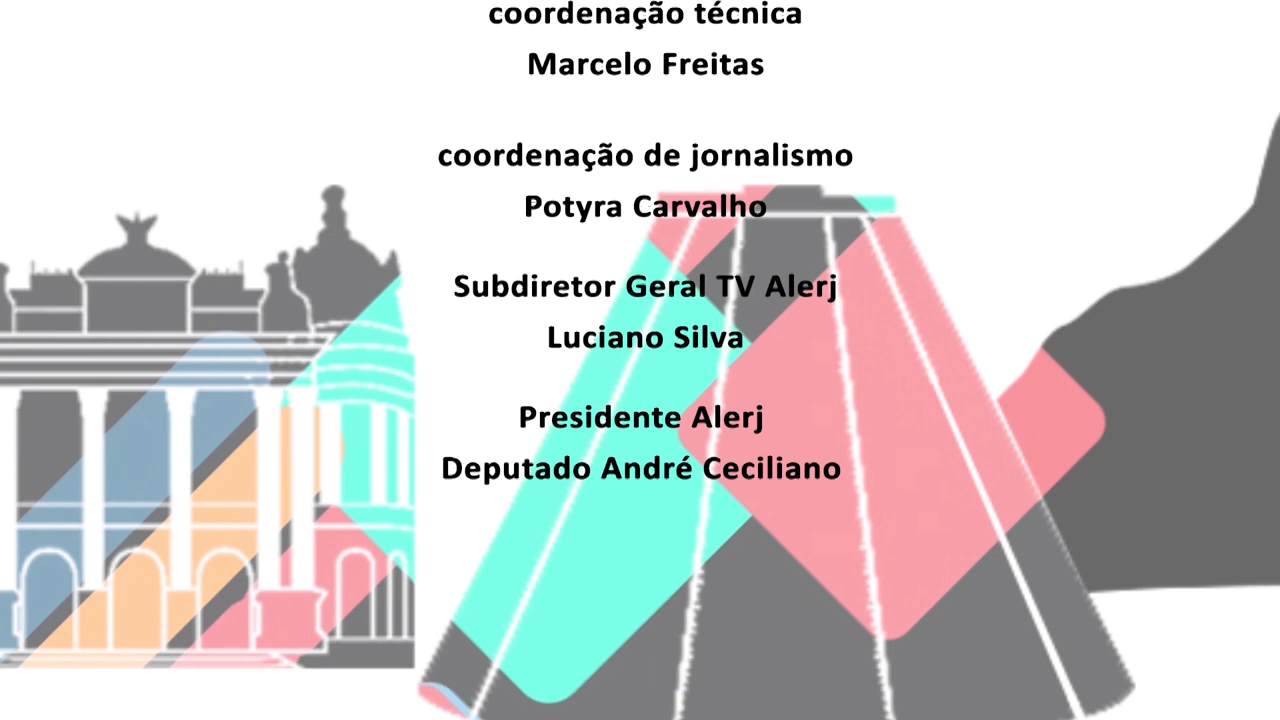 coordenação técnica
Marcelo Freitas
coordenação de jornalismo
Potyra Carvalho
Subdiretor Geral TV Alerj
Luciano Silva
Presidente Alerj
Deputado André Ceciliano